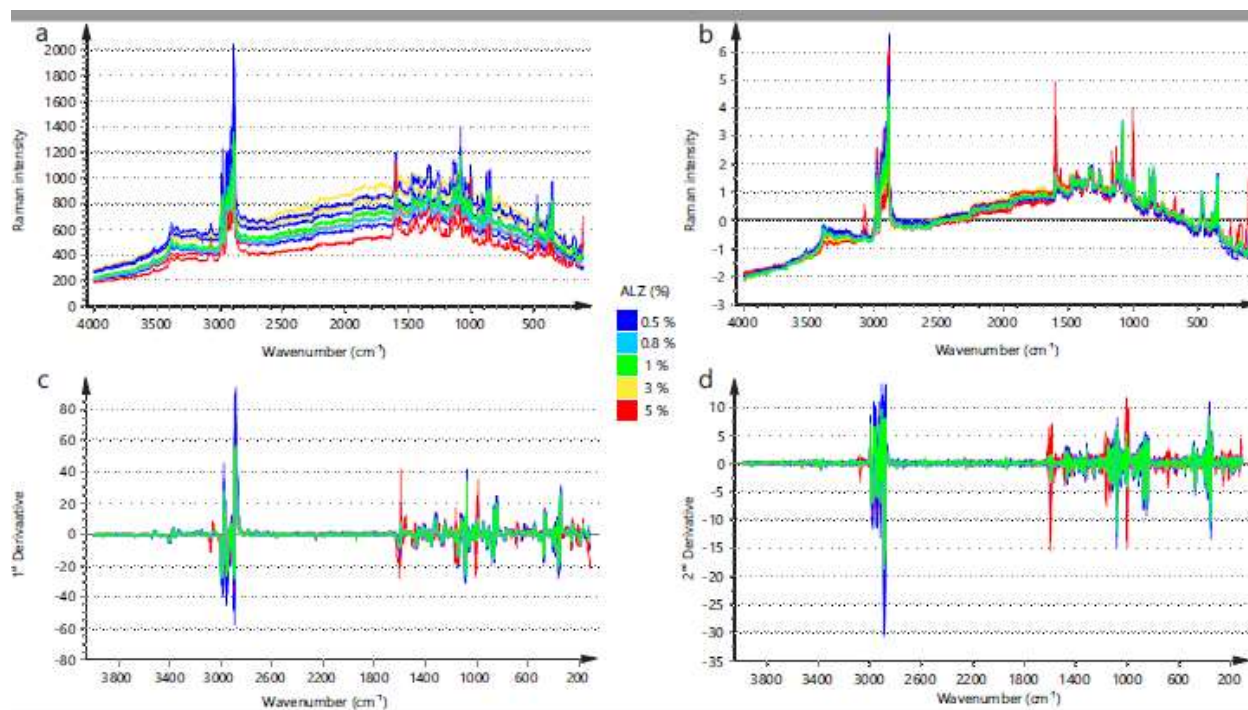 a
2000
1800
1600
1400
1200
1000
800
600
400
200
0
4000 3500 3000 2500 2000 1500 1000 500
Raman intensity
Wavenumber (cm⁻¹)
b
6
5
4
3
2
1
0
-1
-2
-3
4000 3500 3000 2500 2000 1500 1000 500
Raman intensity
Wavenumber (cm⁻¹)
ALZ (%)
0.5 %
0.8 %
1 %
3 %
5 %
c
80
60
40
20
0
-20
-40
-60
-80
3800 3400 3000 2600 2200 1800 1400 1000 600 200
1ˢᵗ Derivaative
Wavenumber (cm⁻¹)
d
10
5
0
-5
-10
-15
-20
-25
-30
-35
3800 3400 3000 2600 2200 1800 1400 1000 600 200
2ⁿᵈ Derivative
Wavenumber (cm⁻¹)